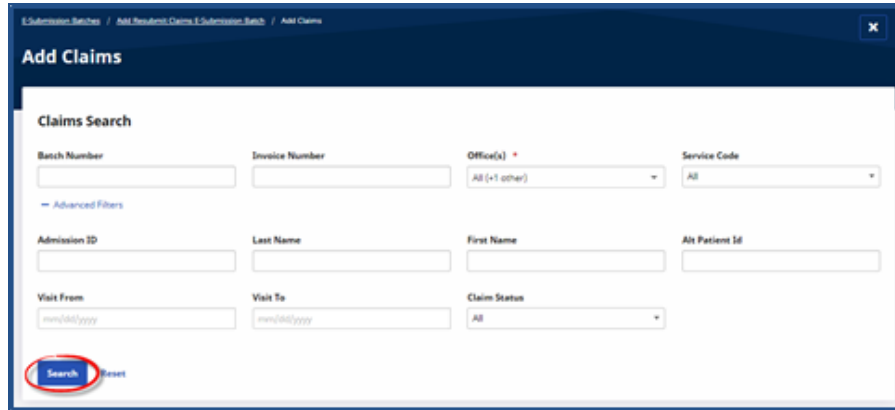 E-Submission Batches / Add Resubmit Claims E-Submission Batch / Add Claims
Add Claims
Claims Search
Batch Number Invoice Number Office(s) * Service Code
All (+1 other) All
Advanced Filters
Admission ID Last Name First Name Alt Patient Id
Visit From Visit To Claim Status
mm/dd/yyyy mm/dd/yyyy All
Search Reset